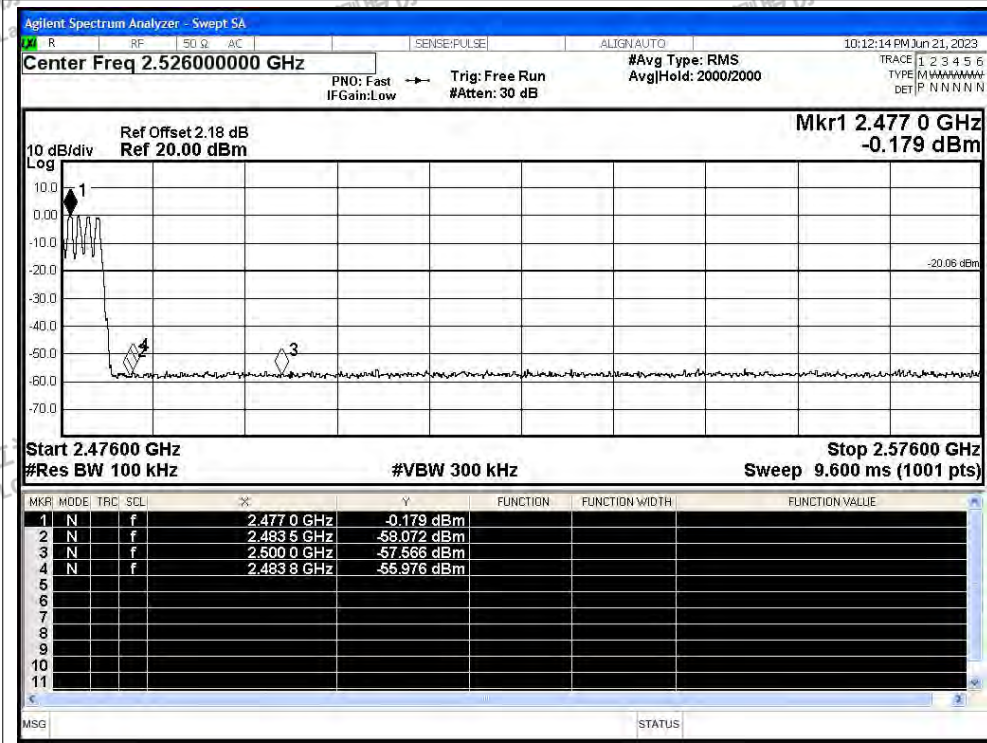 Agilent Spectrum Analyzer - Swept SA
LXI R RF 50 Ω AC SENSE:PULSE ALIGN AUTO 10:12:14 PM Jun 21, 2023
Center Freq 2.526000000 GHz #Avg Type: RMS TRACE 1 2 3 4 5 6
PNO: Fast Trig: Free Run Avg|Hold: 2000/2000 TYPE M WWWWW
IFGain:Low #Atten: 30 dB DET P N N N N N
Mkr1 2.477 0 GHz
Ref Offset 2.18 dB
10 dB/div Ref 20.00 dBm -0.179 dBm
Log
10.0
1
0.00
-10.0
-20.0
-20.06 dBm
-30.0
-40.0
4
2
3
-50.0
-60.0
-70.0
Start 2.47600 GHz Stop 2.57600 GHz
#Res BW 100 kHz #VBW 300 kHz Sweep 9.600 ms (1001 pts)
MKR MODE TRC SCL X Y FUNCTION FUNCTION WIDTH FUNCTION VALUE
1 N f 2.477 0 GHz -0.179 dBm
2 N f 2.483 5 GHz -58.072 dBm
3 N f 2.500 0 GHz -57.566 dBm
4 N f 2.483 8 GHz -55.976 dBm
5
6
7
8
9
10
11
MSG STATUS